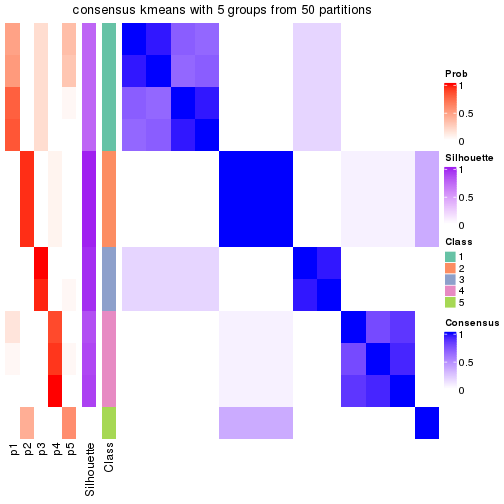 consensus kmeans with 5 groups from 50 partitions
Prob
1
0.5
0
Silhouette
1
0.5
0
Class
1
2
3
4
5
Consensus
1
0.5
0
p1
p2
p3
p4
p5
Silhouette
Class